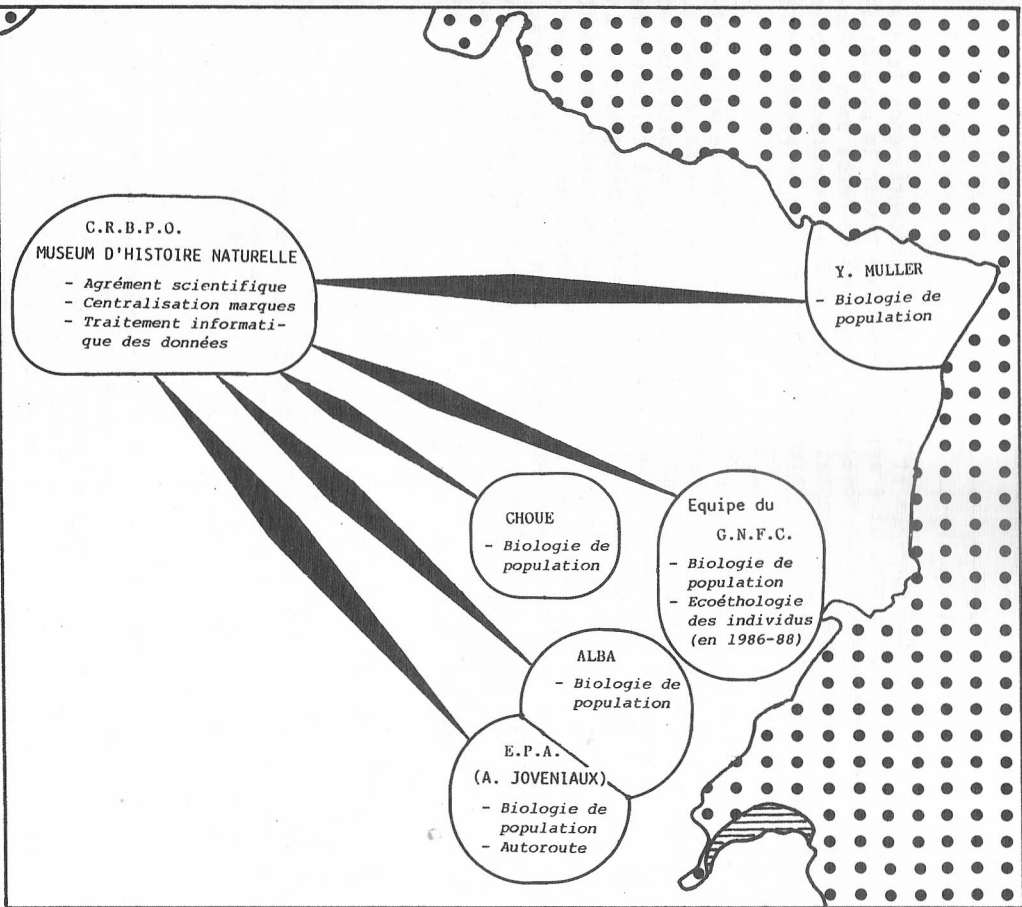 C.R.B.P.O.
MUSEUM D'HISTOIRE NATURELLE
- Agrément scientifique
- Centralisation marques
- Traitement informati-
que des données
Y. MULLER
- Biologie de
population
CHOUE
- Biologie de
population
Equipe du
G.N.F.C.
- Biologie de
population
- Ecoéthologie
des individus
(en 1986-88)
ALBA
- Biologie de
population
E.P.A.
(A. JOVENIAUX)
- Biologie de
population
- Autoroute